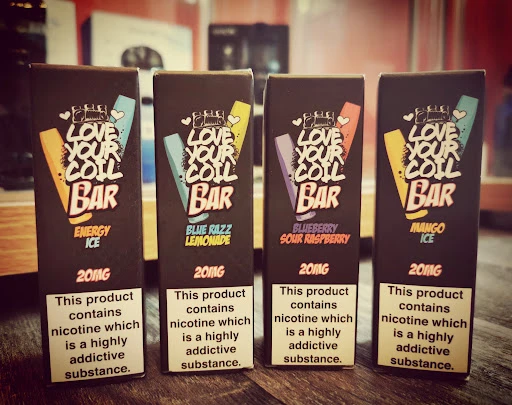 LOVE
YOUR
COIL
BAR
ENERGY
ICE
20MG
This product
contains
nicotine which
is a highly
addictive
substance.
LOVE
YOUR
COIL
BAR
BLUE RAZZ
LEMONADE
20MG
This product
contains
nicotine which
is a highly
addictive
substance.
LOVE
YOUR
COIL
BAR
BLUEBERRY
SOUR RASPBERRY
20MG
This product
contains
nicotine which
is a highly
addictive
substance.
LOVE
YOUR
COIL
BAR
MANGO
ICE
20MG
This product
contains
nicotine which
is a highly
addictive
substance.